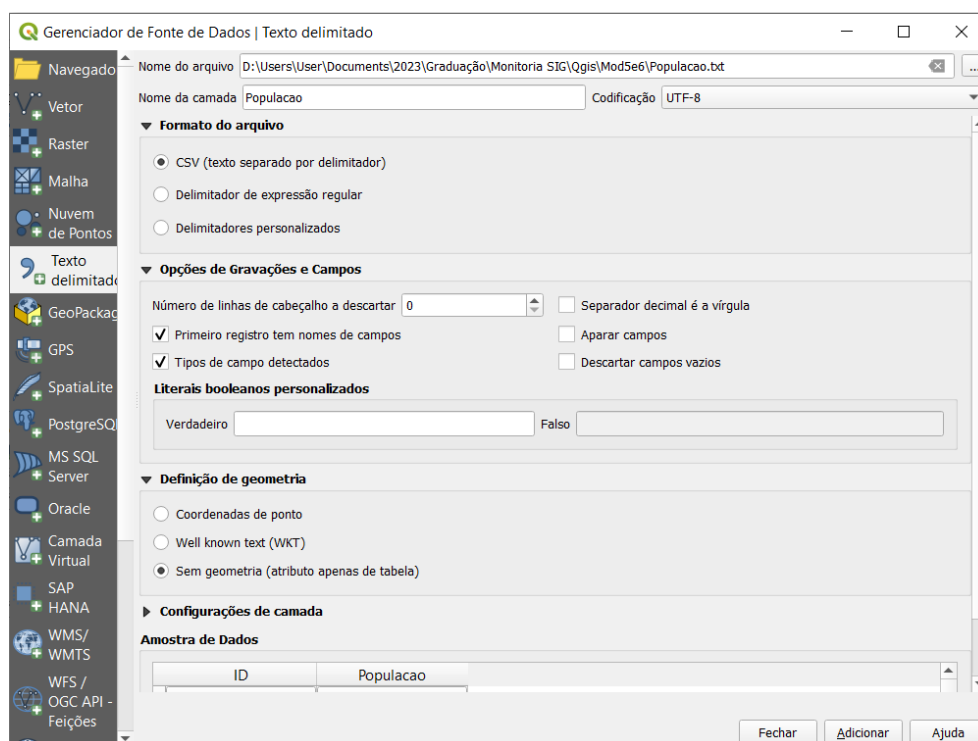 Gerenciador de Fonte de Dados | Texto delimitado
Navegado
Vetor
Raster
Malha
Nuvem
de Pontos
Texto
delimitado
GeoPackag
GPS
SpatiaLite
PostgreSQ
MS SQL
Server
Oracle
Camada
Virtual
SAP
HANA
WMS/
WMTS
WFS /
OGC API -
Feições
Nome do arquivo D:\Users\User\Documents\2023\Graduação\Monitoria SIG\Qgis\Mod5e6\Populacao.txt ...
Nome da camada Populacao Codificação UTF-8
Formato do arquivo
CSV (texto separado por delimitador)
Delimitador de expressão regular
Delimitadores personalizados
Opções de Gravações e Campos
Número de linhas de cabeçalho a descartar 0 Separador decimal é a vírgula
Primeiro registro tem nomes de campos Aparar campos
Tipos de campo detectados Descartar campos vazios
Literais booleanos personalizados
Verdadeiro Falso
Definição de geometria
Coordenadas de ponto
Well known text (WKT)
Sem geometria (atributo apenas de tabela)
Configurações de camada
Amostra de Dados
ID Populacao
Fechar Adicionar Ajuda